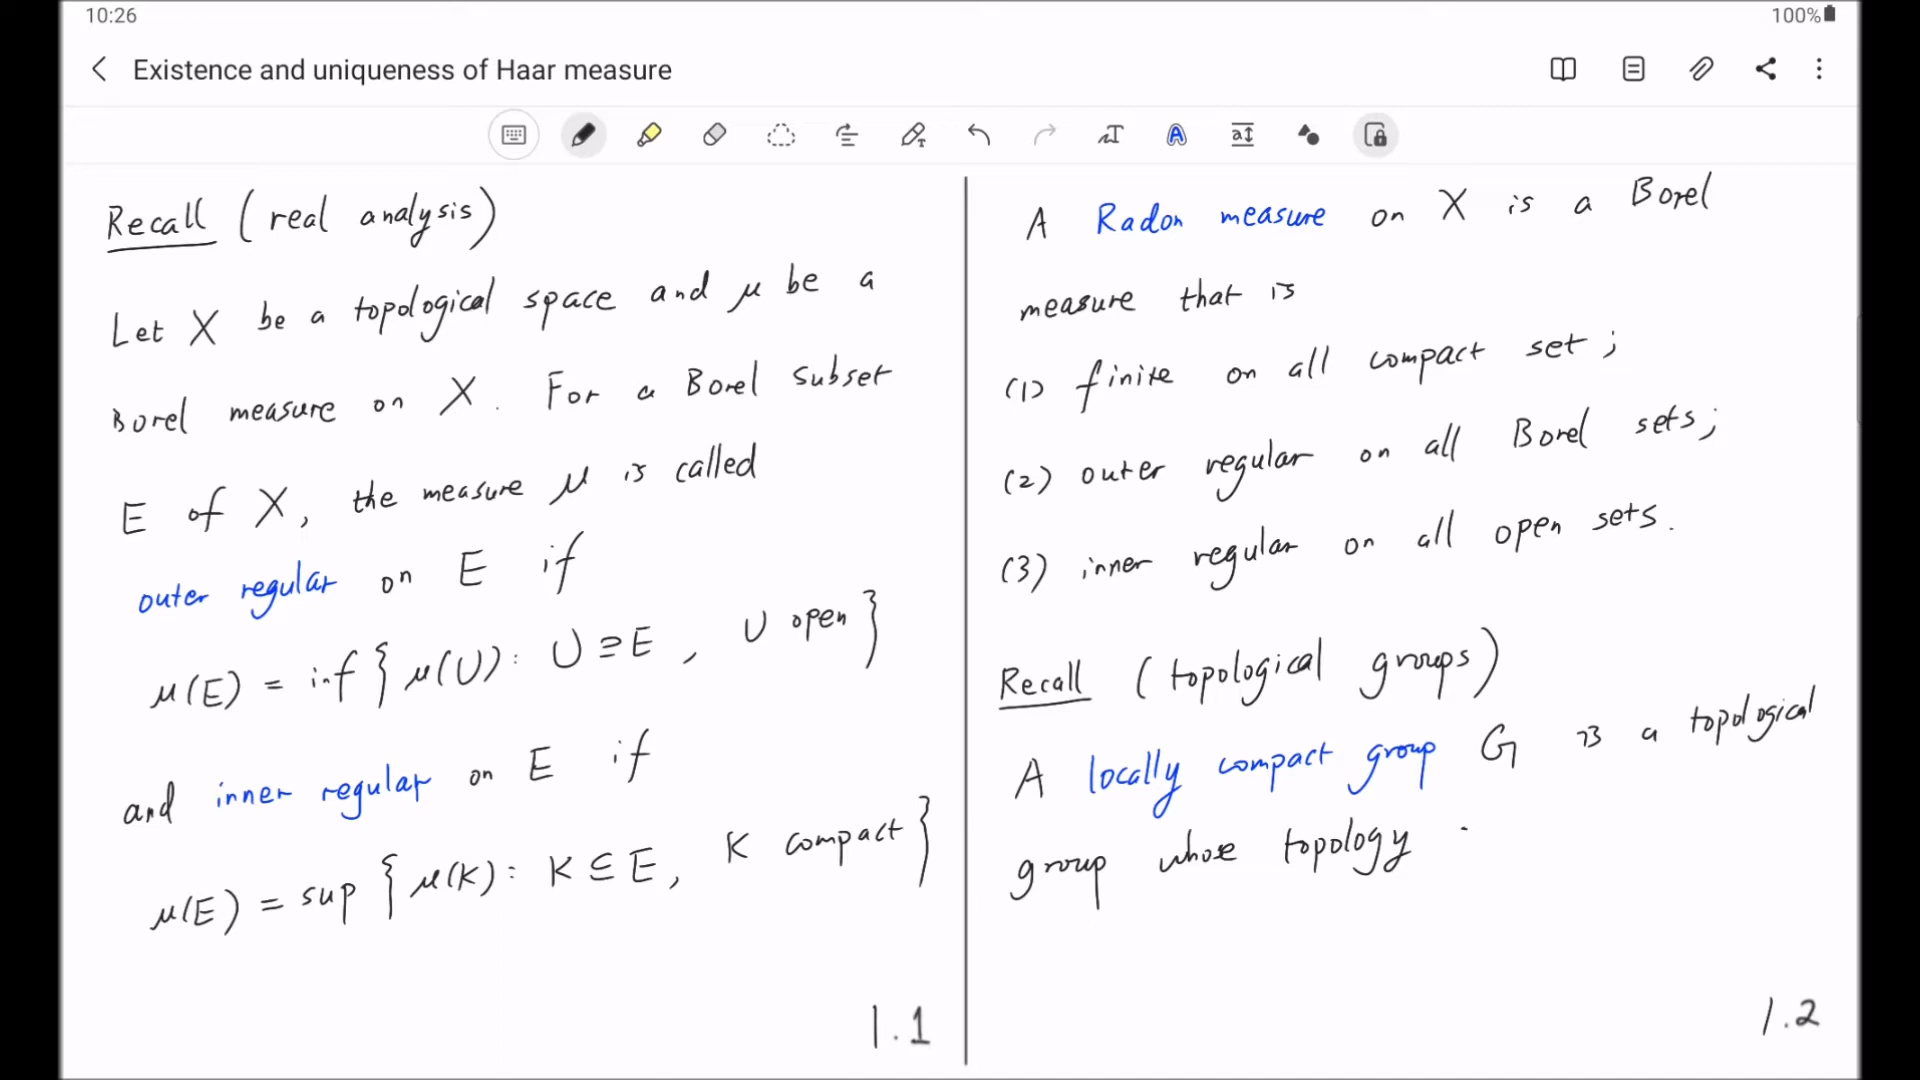 10:26
100%
Existence and uniqueness of Haar measure
Recall (real analysis)
Let X be a topological space and μ be a
Borel measure on X. For a Borel subset
E of X, the measure μ is called
outer regular on E if
μ(E) = inf { μ(U): U ⊇ E, U open }
and inner regular on E if
μ(E) = sup { μ(K): K ⊆ E, K compact }
1.1
A Radon measure on X is a Borel
measure that is
(1) finite on all compact set;
(2) outer regular on all Borel sets;
(3) inner regular on all open sets.
Recall (topological groups)
A locally compact group G is a topological
group whose topology
1.2